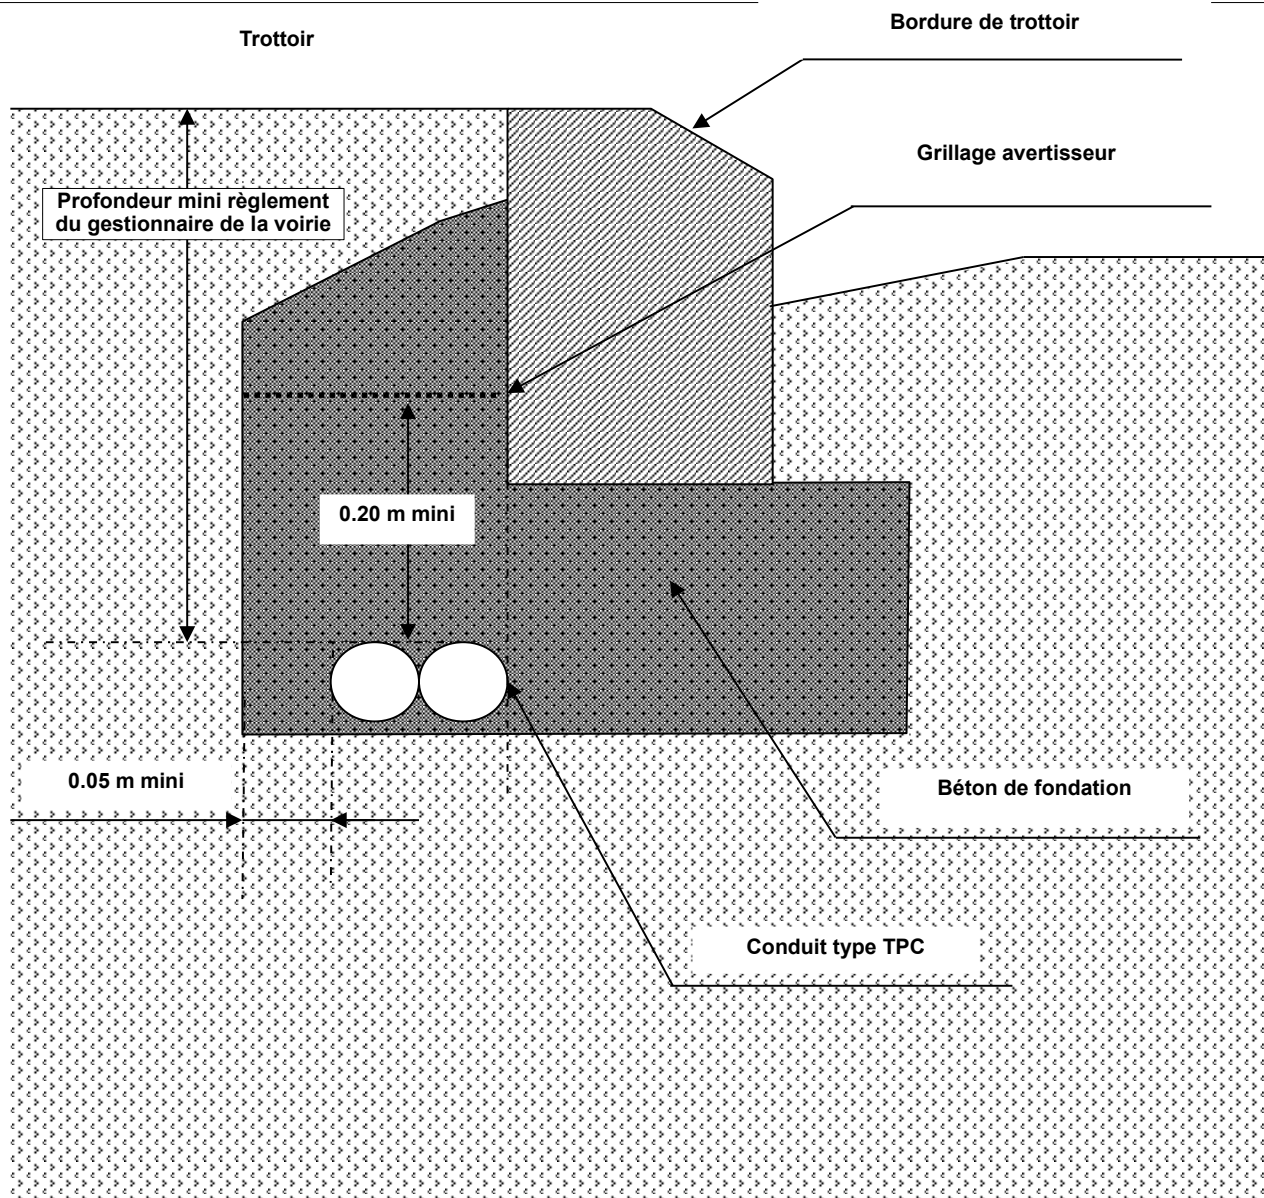 Trottoir
Bordure de trottoir
Grillage avertisseur
Profondeur mini règlement
du gestionnaire de la voirie
0.20 m mini
0.05 m mini
Béton de fondation
Conduit type TPC